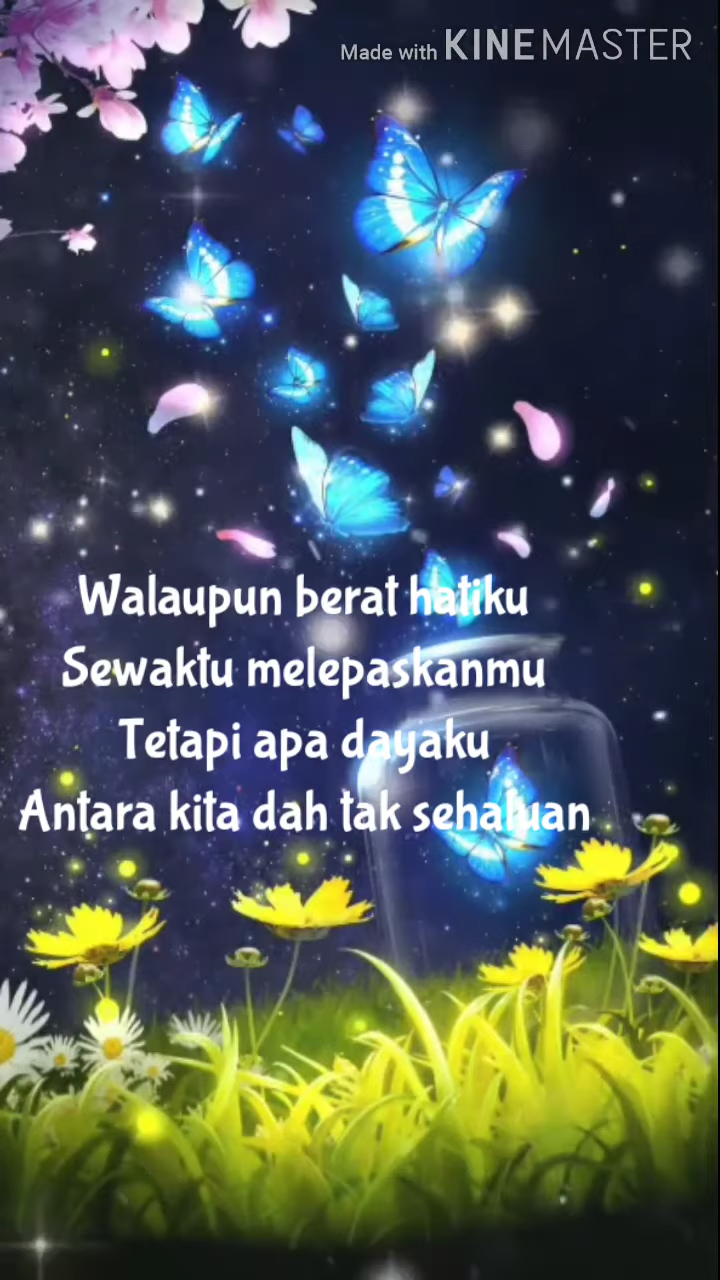 Made with KINEMASTER
Walaupun berat hatiku
Sewaktu melepaskanmu
Tetapi apa dayaku
Antara kita dah tak sehaluan